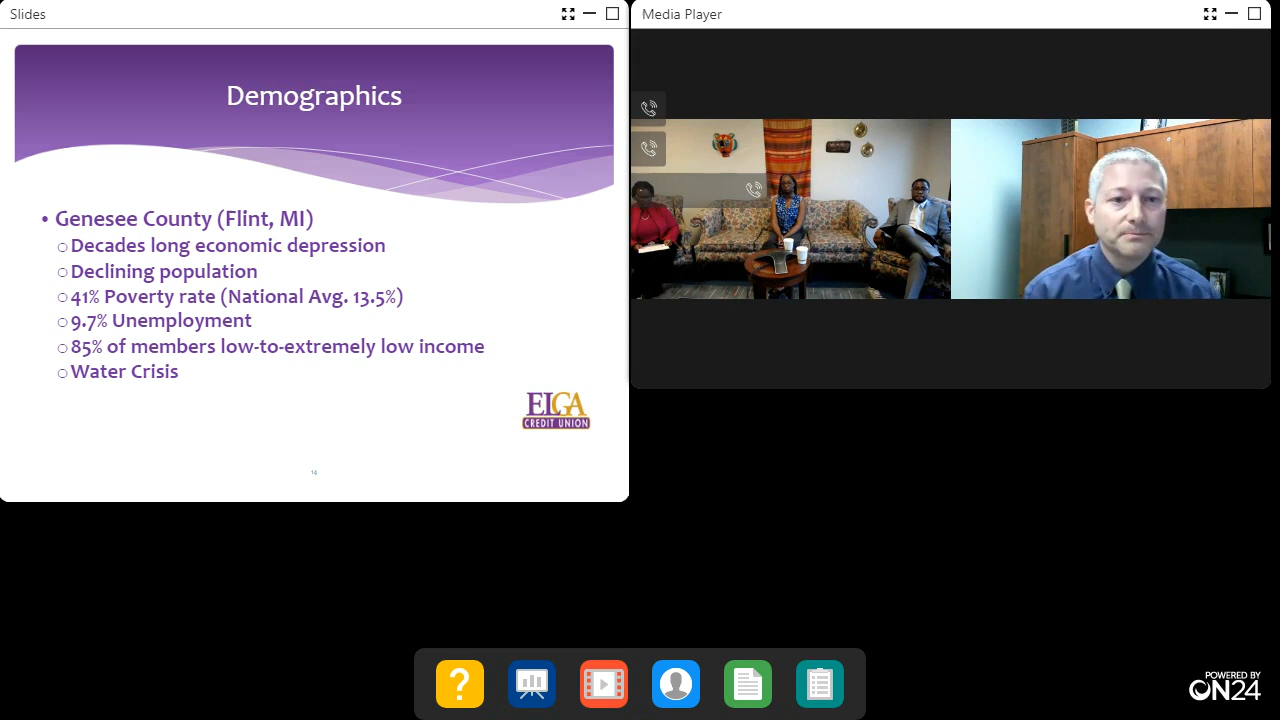 Slides
Demographics
• Genesee County (Flint, MI)
○ Decades long economic depression
○ Declining population
○ 41% Poverty rate (National Avg. 13.5%)
○ 9.7% Unemployment
○ 85% of members low-to-extremely low income
○ Water Crisis
ELGA
CREDIT UNION
14
Media Player
?
POWERED BY
ON24